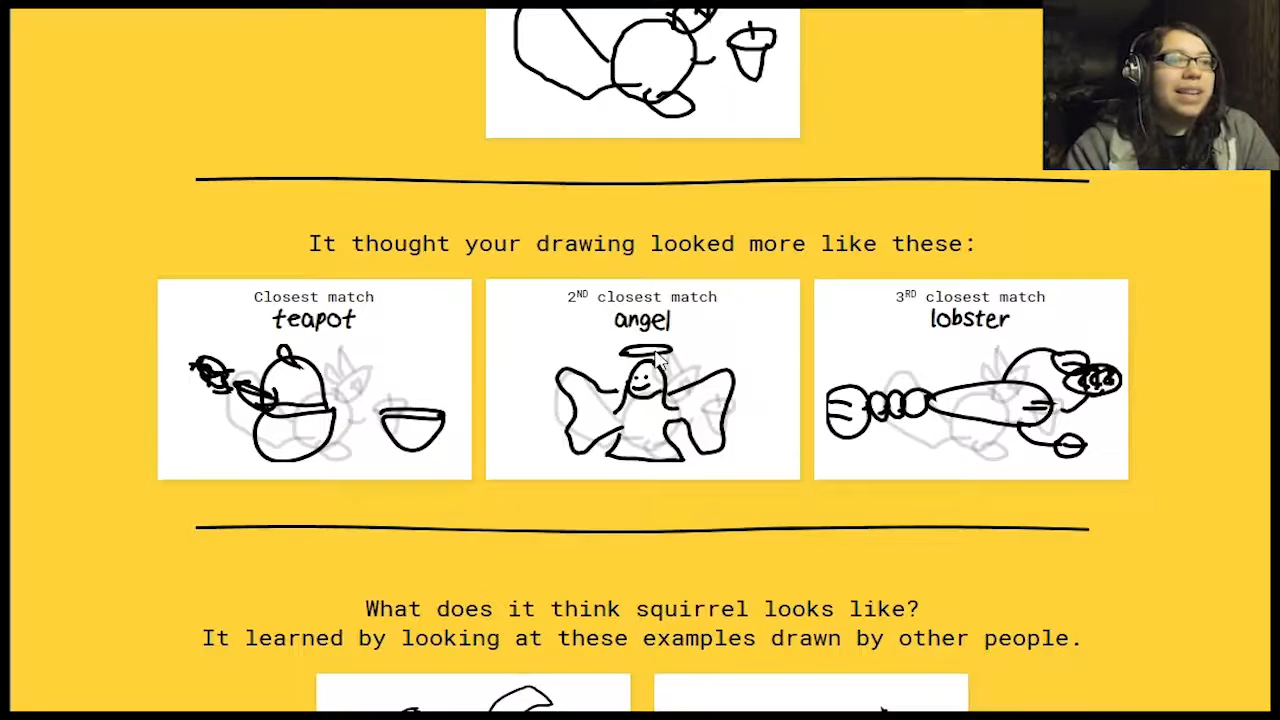 It thought your drawing looked more like these:
Closest match
teapot
2ND closest match
angel
3RD closest match
lobster
What does it think squirrel looks like?
It learned by looking at these examples drawn by other people.